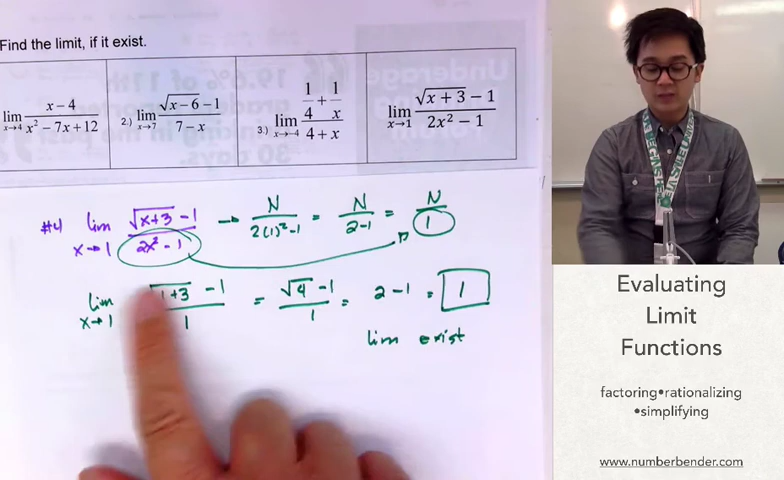 Find the limit, if it exist.
lim x→4 x − 4 / x² − 7x + 12
2.) lim x→7 √x − 6 − 1 / 7 − x
3.) lim x→−4 1/4 + 1/x / 4 + x
lim x→1 √x + 3 − 1 / 2x² − 1
#4 lim x→1 √x+3 − 1 / 2x² − 1 → N / 2(1)² − 1 = N / 2−1 = N / 1
lim x→1 √1+3 − 1 / 1 = √4 − 1 / 1 = 2 − 1 = 1
lim exist
Evaluating
Limit
Functions
factoring•rationalizing
•simplifying
www.numberbender.com